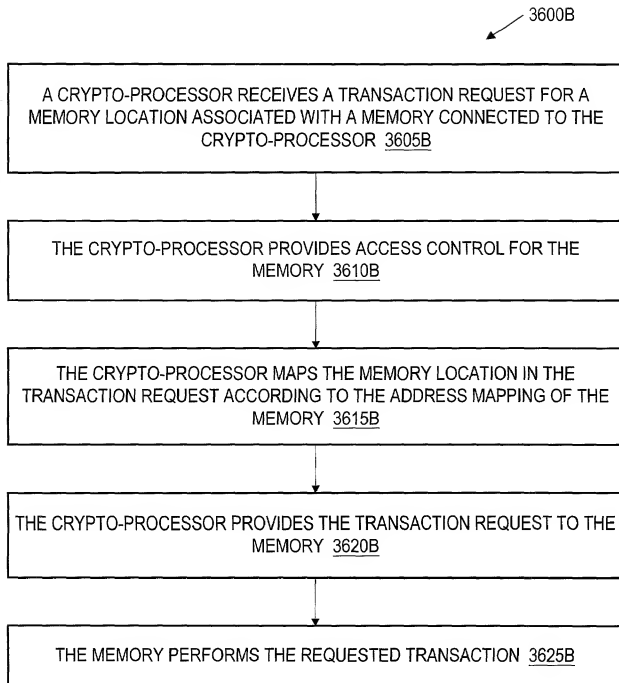 3600B
A CRYPTO-PROCESSOR RECEIVES A TRANSACTION REQUEST FOR A
MEMORY LOCATION ASSOCIATED WITH A MEMORY CONNECTED TO THE
CRYPTO-PROCESSOR 3605B
THE CRYPTO-PROCESSOR PROVIDES ACCESS CONTROL FOR THE
MEMORY 3610B
THE CRYPTO-PROCESSOR MAPS THE MEMORY LOCATION IN THE
TRANSACTION REQUEST ACCORDING TO THE ADDRESS MAPPING OF THE
MEMORY 3615B
THE CRYPTO-PROCESSOR PROVIDES THE TRANSACTION REQUEST TO THE
MEMORY 3620B
THE MEMORY PERFORMS THE REQUESTED TRANSACTION 3625B